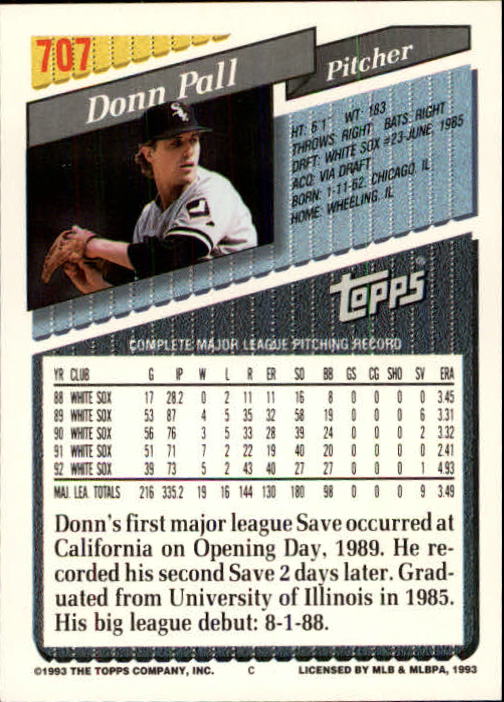 707
Donn Pall
Pitcher
HT: 6'1 WT: 183
THROWS: RIGHT BATS: RIGHT
DRFT: WHITE SOX #23-JUNE, 1985
ACQ: VIA DRAFT
BORN: 1-11-62, CHICAGO, IL
HOME: WHEELING, IL
TOPPS®
COMPLETE MAJOR LEAGUE PITCHING RECORD
YR CLUB G IP W L R ER SO BB GS CG SHO SV ERA
88 WHITE SOX 17 28.2 0 2 11 11 16 8 0 0 0 0 3.45
89 WHITE SOX 53 87 4 5 35 32 58 19 0 0 0 6 3.31
90 WHITE SOX 56 76 3 5 33 28 39 24 0 0 0 2 3.32
91 WHITE SOX 51 71 7 2 22 19 40 20 0 0 0 0 2.41
92 WHITE SOX 39 73 5 2 43 40 27 27 0 0 0 1 4.93
MAJ. LEA. TOTALS 216 335.2 19 16 144 130 180 98 0 0 0 9 3.49
Donn's first major league Save occurred at
California on Opening Day, 1989. He re-
corded his second Save 2 days later. Grad-
uated from University of Illinois in 1985.
His big league debut: 8-1-88.
©1993 THE TOPPS COMPANY, INC. C LICENSED BY MLB & MLBPA, 1993